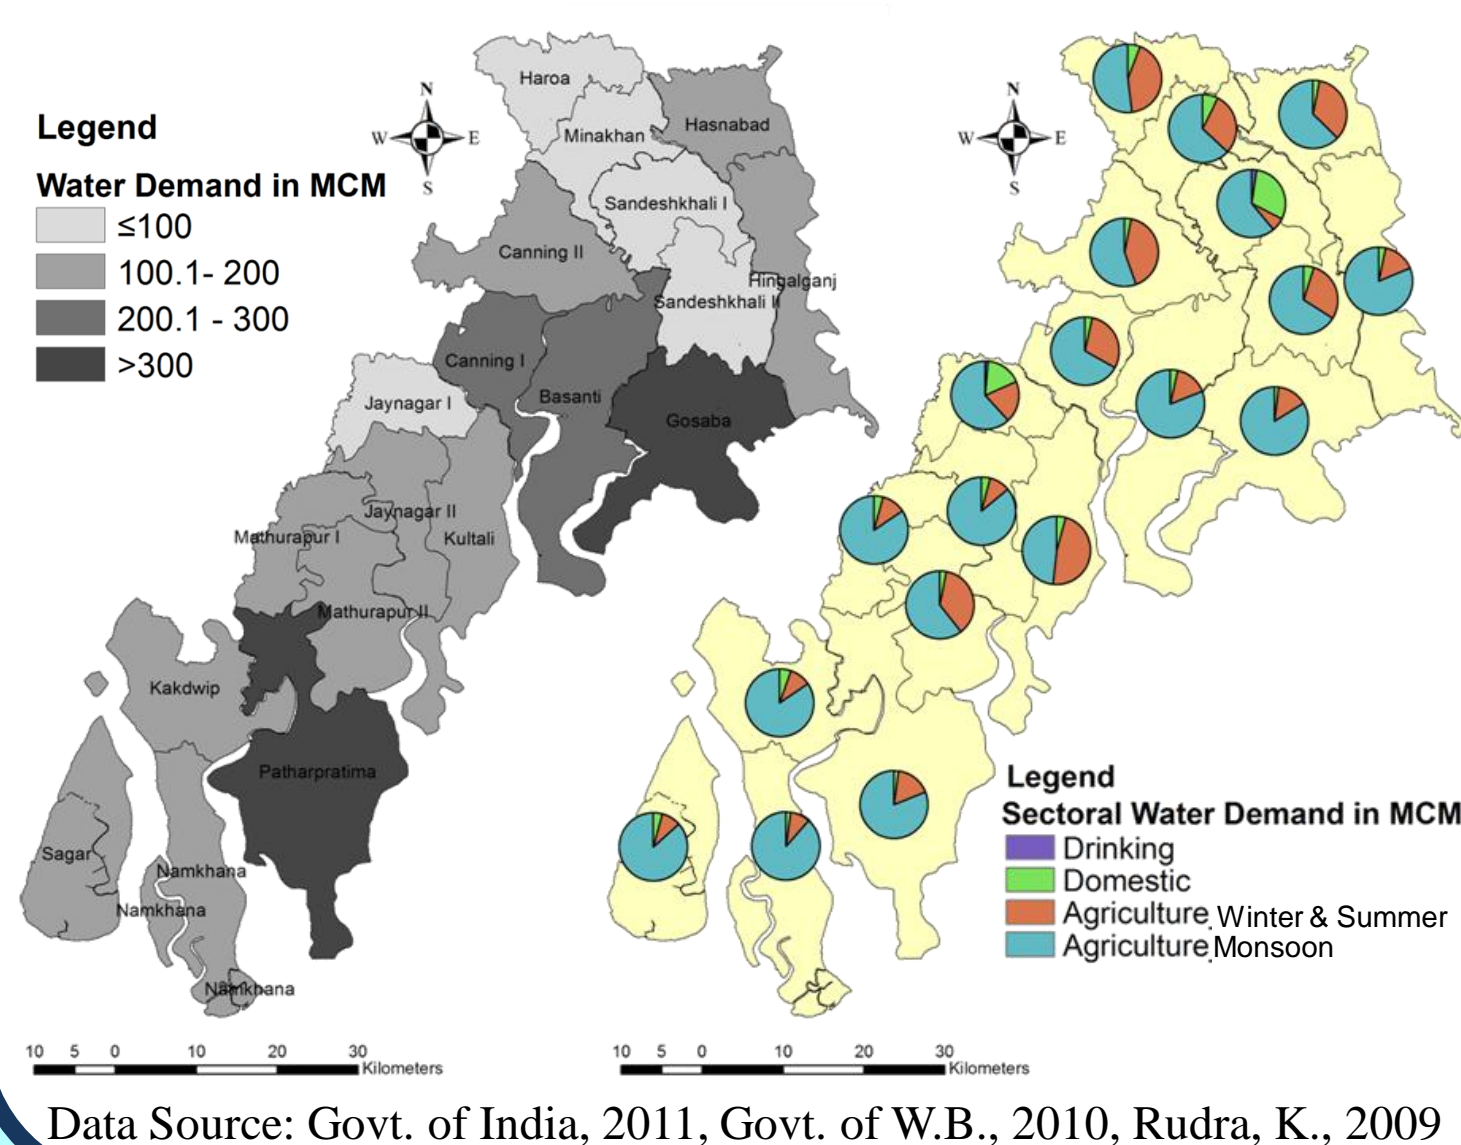 Legend
Water Demand in MCM
≤100
100.1- 200
200.1 - 300
>300
N
W
E
S
Haroa
Minakhan
Hasnabad
Sandeshkhali I
Canning II
Hingalganj
Sandeshkhali II
Canning I
Basanti
Jaynagar I
Gosaba
Jaynagar II
Mathurapur I
Kultali
Mathurapur II
Kakdwip
Patharpratima
Sagar
Namkhana
Namkhana
Namkhana
10 5 0 10 20 30
Kilometers
N
W
E
S
Legend
Sectoral Water Demand in MCM
Drinking
Domestic
Agriculture Winter & Summer
Agriculture Monsoon
10 5 0 10 20 30
Kilometers
Data Source: Govt. of India, 2011, Govt. of W.B., 2010, Rudra, K., 2009